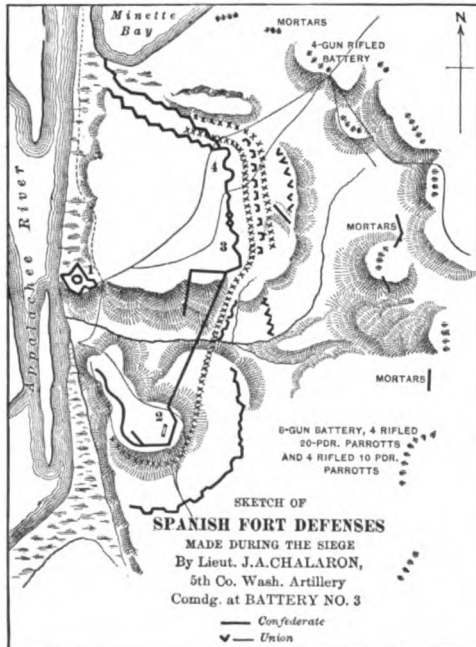 Minette
Bay
MORTARS
4-GUN RIFLED
BATTERY
N
4
Appalachee River
3
1
MORTARS
MORTARS
2
8-GUN BATTERY, 4 RIFLED
20-PDR. PARROTTS
AND 4 RIFLED 10 PDR.
PARROTTS
SKETCH OF
SPANISH FORT DEFENSES
MADE DURING THE SIEGE
By Lieut. J.A.CHALARON,
5th Co. Wash. Artillery
Comdg. at BATTERY NO. 3
Confederate
Union